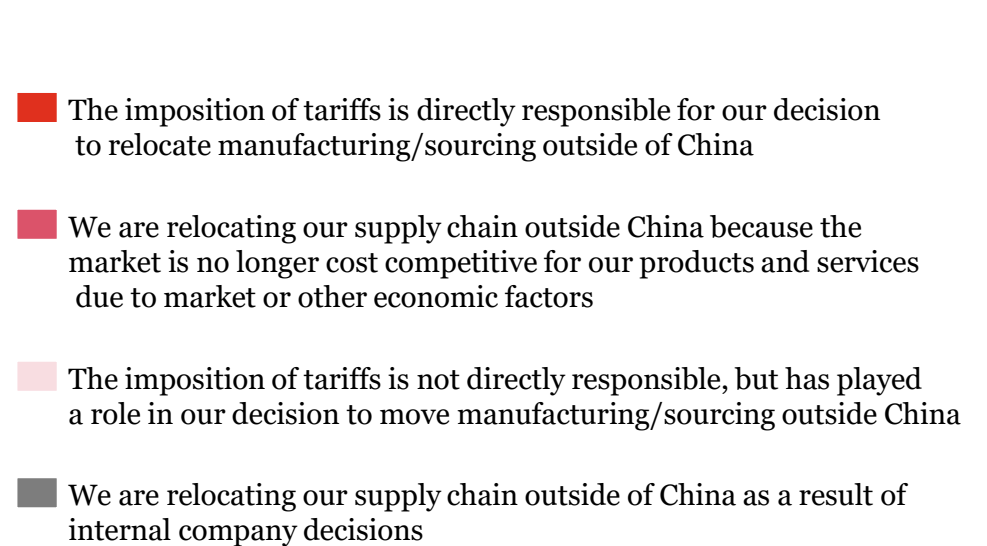 The imposition of tariffs is directly responsible for our decision
to relocate manufacturing/sourcing outside of China
We are relocating our supply chain outside China because the
market is no longer cost competitive for our products and services
due to market or other economic factors
The imposition of tariffs is not directly responsible, but has played
a role in our decision to move manufacturing/sourcing outside China
We are relocating our supply chain outside of China as a result of
internal company decisions